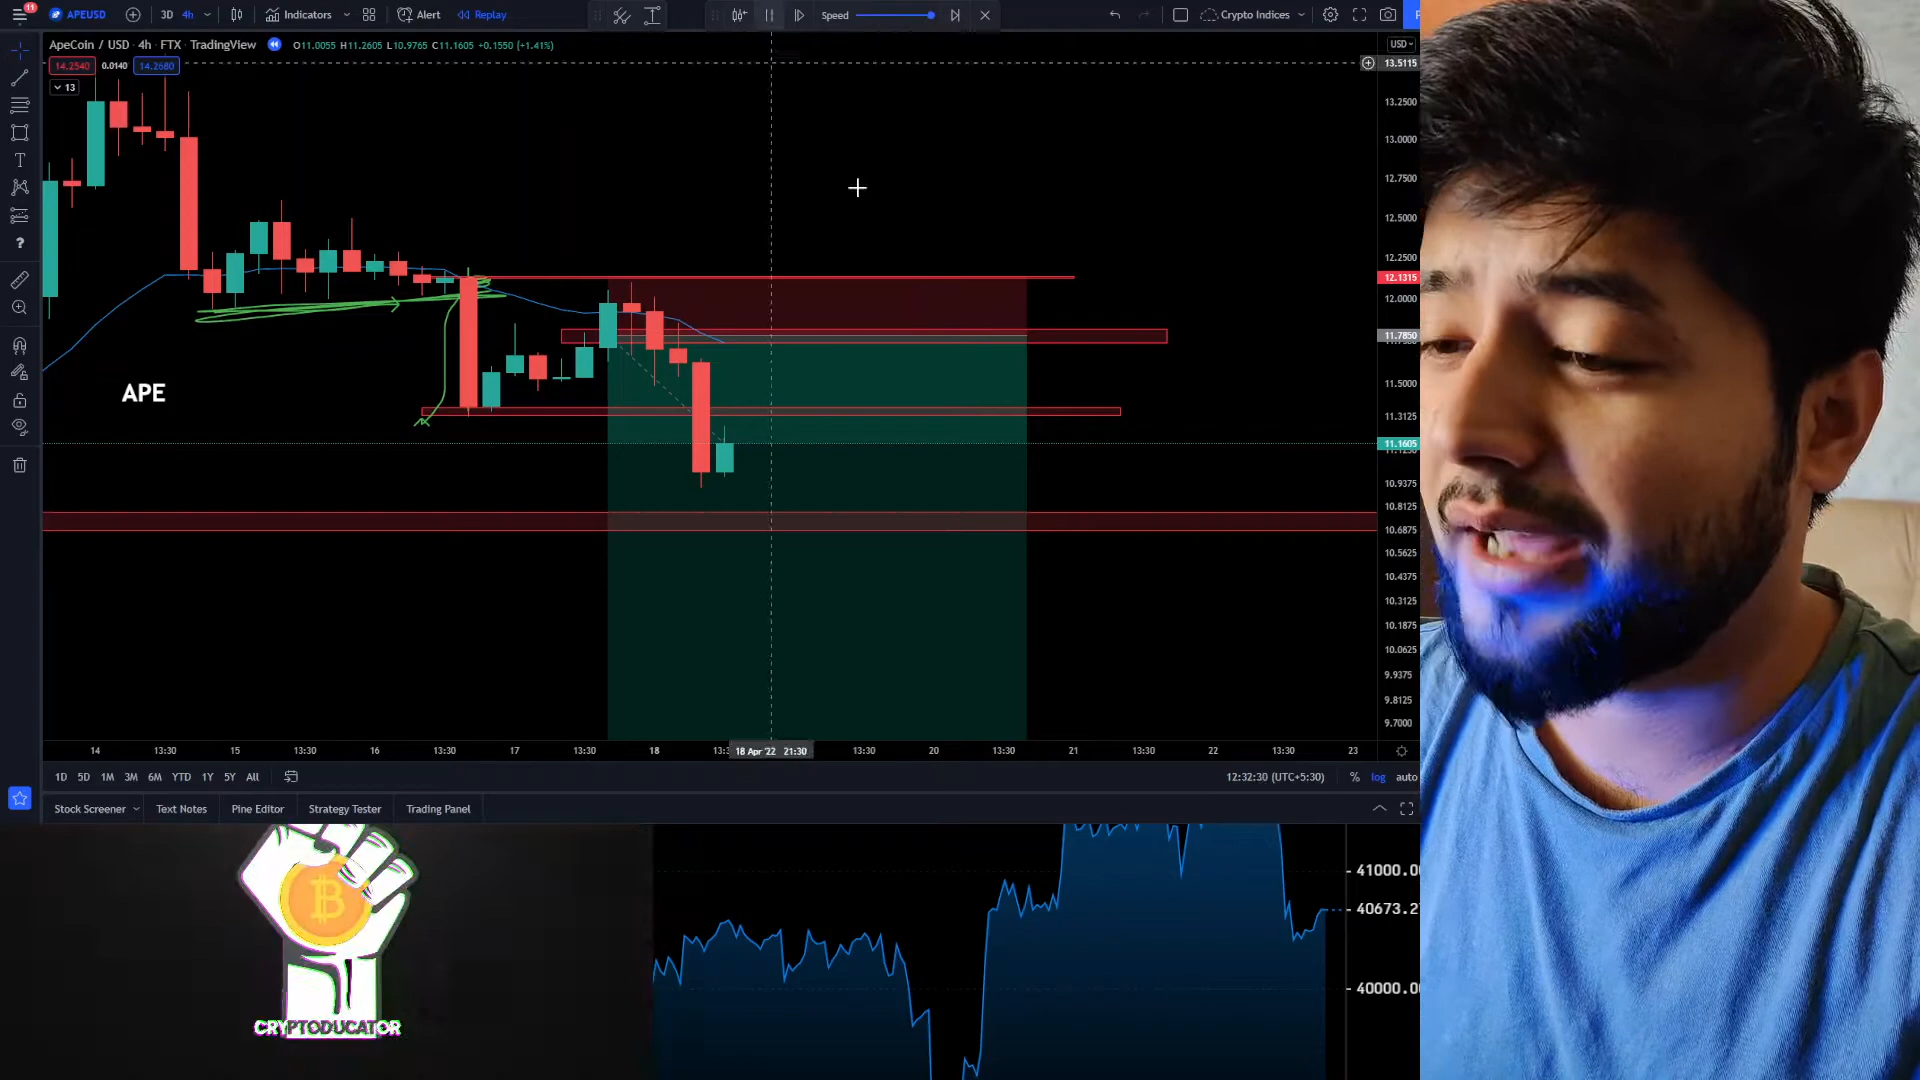 11
APEUSD
3D
4h
Indicators
Alert
Replay
Speed
Crypto Indices
ApeCoin / USD · 4h · FTX · TradingView
O11.0055 H11.2605 L10.9765 C11.1605 +0.1550 (+1.41%)
14.2540
0.0140
14.2680
13
USD
13.5115
13.2500
13.0000
12.7500
12.5000
12.2500
12.1315
12.0000
11.7850
11.5000
11.3125
11.1605
10.9375
10.8125
10.6875
10.5625
10.4375
10.3125
10.1875
10.0625
9.9375
9.8125
9.7000
APE
14
13:30
15
13:30
16
13:30
17
13:30
18
18 Apr '22 21:30
13:30
20
13:30
21
13:30
22
13:30
23
1D 5D 1M 3M 6M YTD 1Y 5Y All
12:32:30 (UTC+5:30)
%
log
auto
Stock Screener
Text Notes
Pine Editor
Strategy Tester
Trading Panel
CRYPTODUCATOR
41000.0
40673.2
40000.0